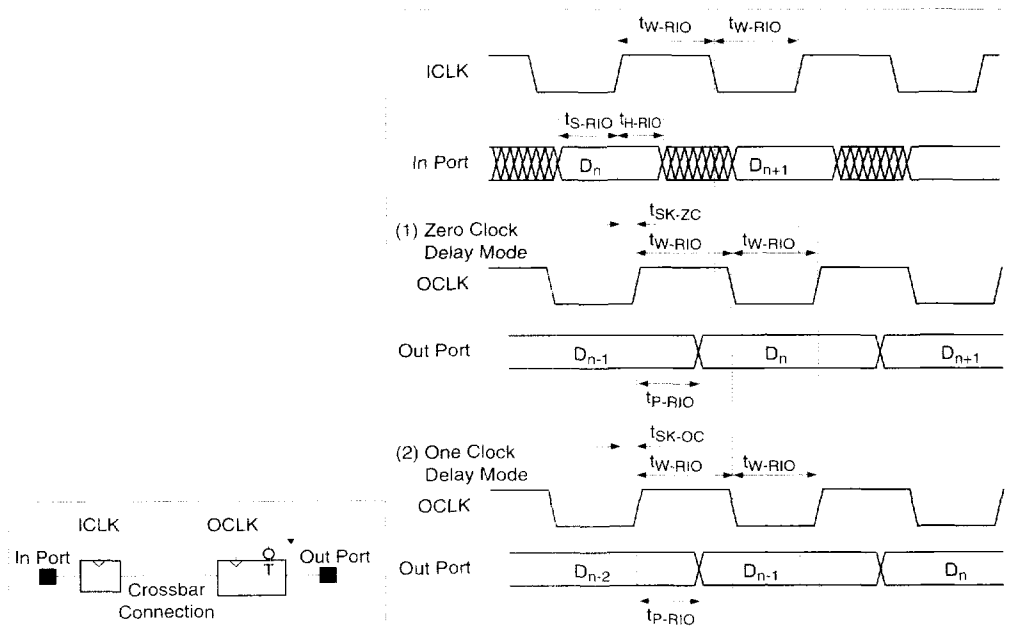 tW-RIO tW-RIO
ICLK
tS-RIO tH-RIO
In Port Dn Dn+1
tSK-ZC
(1) Zero Clock
Delay Mode
tW-RIO tW-RIO
OCLK
Out Port Dn-1 Dn Dn+1
tP-RIO
tSK-OC
(2) One Clock
Delay Mode
tW-RIO tW-RIO
OCLK
Out Port Dn-2 Dn-1 Dn
tP-RIO
ICLK OCLK
In Port Out Port
Q
T
Crossbar
Connection